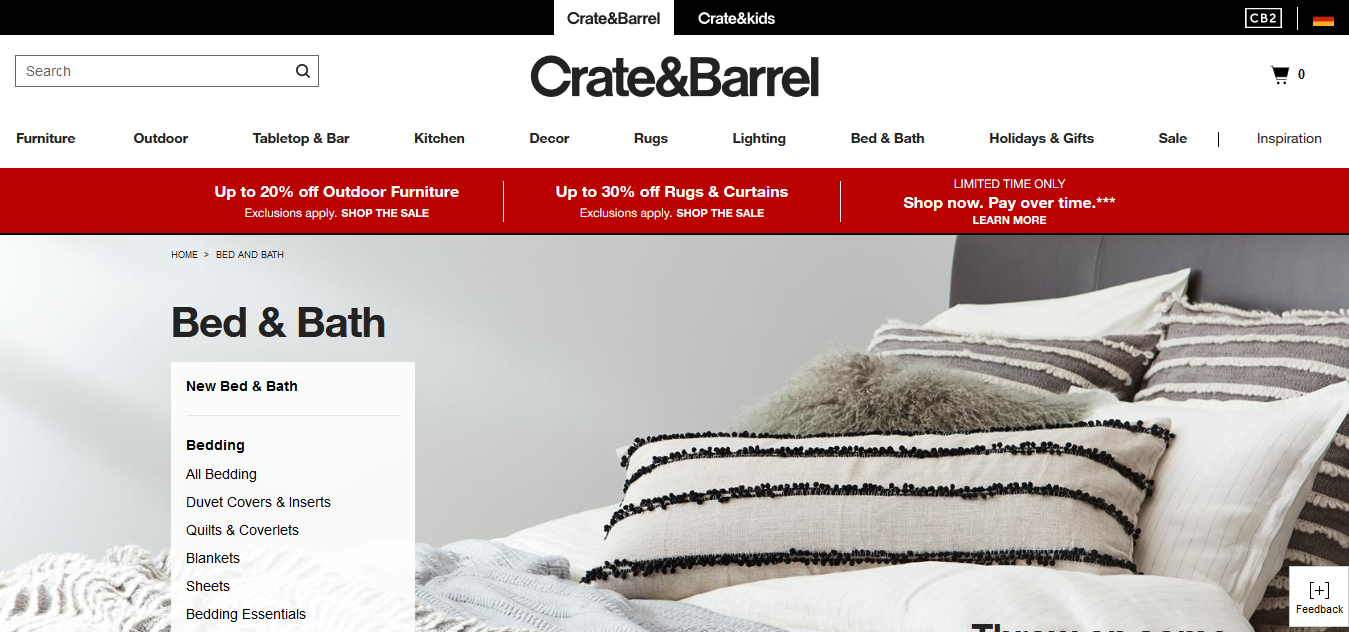 Crate&Barrel
Crate&kids
CB2
Search
Crate&Barrel
0
Furniture
Outdoor
Tabletop & Bar
Kitchen
Decor
Rugs
Lighting
Bed & Bath
Holidays & Gifts
Sale
Inspiration
Up to 20% off Outdoor Furniture
Exclusions apply. SHOP THE SALE
Up to 30% off Rugs & Curtains
Exclusions apply. SHOP THE SALE
LIMITED TIME ONLY
Shop now. Pay over time.***
LEARN MORE
HOME > BED AND BATH
Bed & Bath
New Bed & Bath
Bedding
All Bedding
Duvet Covers & Inserts
Quilts & Coverlets
Blankets
Sheets
Bedding Essentials
[+]
Feedback